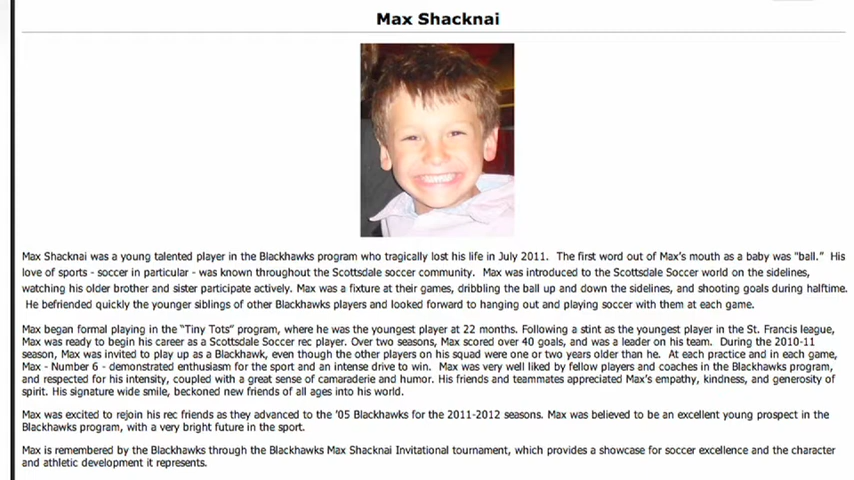 Max Shacknai
Max Shacknai was a young talented player in the Blackhawks program who tragically lost his life in July 2011.  The first word out of Max's mouth as a baby was "ball."  His
love of sports - soccer in particular - was known throughout the Scottsdale soccer community.  Max was introduced to the Scottsdale Soccer world on the sidelines,
watching his older brother and sister participate actively. Max was a fixture at their games, dribbling the ball up and down the sidelines, and shooting goals during halftime.
He befriended quickly the younger siblings of other Blackhawks players and looked forward to hanging out and playing soccer with them at each game.
Max began formal playing in the "Tiny Tots" program, where he was the youngest player at 22 months. Following a stint as the youngest player in the St. Francis league,
Max was ready to begin his career as a Scottsdale Soccer rec player. Over two seasons, Max scored over 40 goals, and was a leader on his team.  During the 2010-11
season, Max was invited to play up as a Blackhawk, even though the other players on his squad were one or two years older than he.  At each practice and in each game,
Max - Number 6 - demonstrated enthusiasm for the sport and an intense drive to win.  Max was very well liked by fellow players and coaches in the Blackhawks program,
and respected for his intensity, coupled with a great sense of camaraderie and humor. His friends and teammates appreciated Max's empathy, kindness, and generosity of
spirit. His signature wide smile, beckoned new friends of all ages into his world.
Max was excited to rejoin his rec friends as they advanced to the '05 Blackhawks for the 2011-2012 seasons. Max was believed to be an excellent young prospect in the
Blackhawks program, with a very bright future in the sport.
Max is remembered by the Blackhawks through the Blackhawks Max Shacknai Invitational tournament, which provides a showcase for soccer excellence and the character
and athletic development it represents.